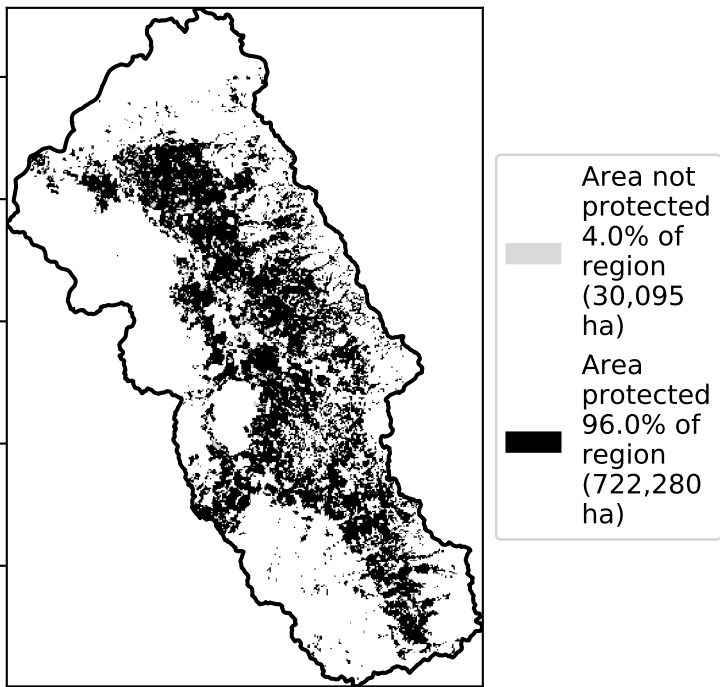 Area not
protected
4.0% of
region
(30,095
ha)
Area
protected
96.0% of
region
(722,280
ha)